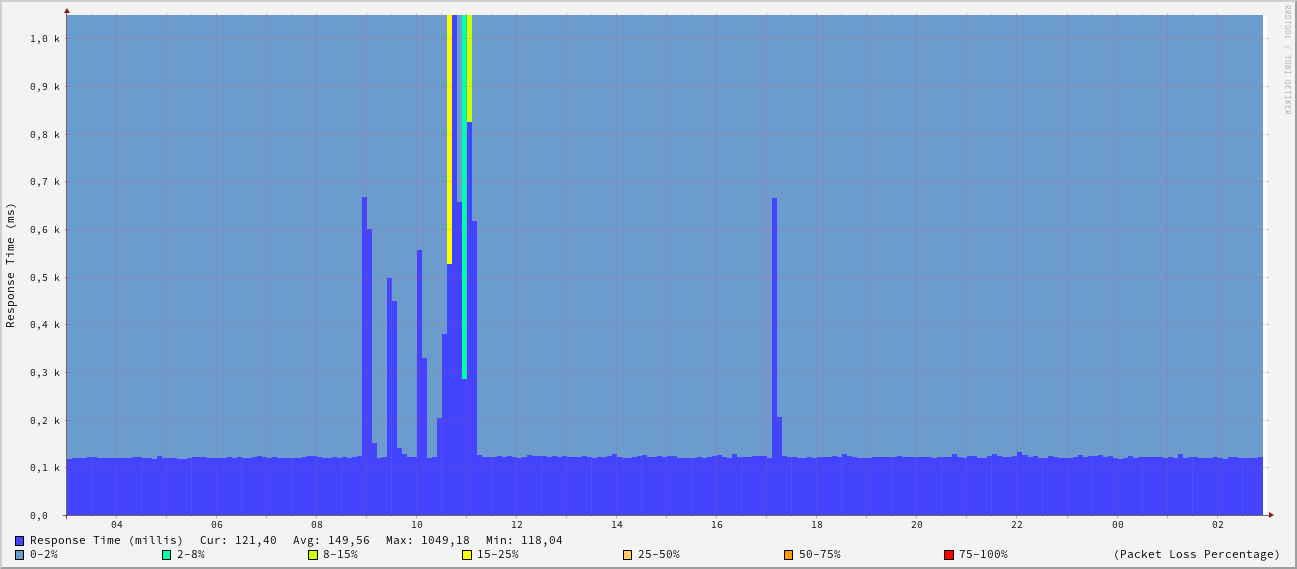 RRDTOOL / TOBI OETIKER
Response Time (ms)
1,0 k
0,9 k
0,8 k
0,7 k
0,6 k
0,5 k
0,4 k
0,3 k
0,2 k
0,1 k
0,0
04 06 08 10 12 14 16 18 20 22 00 02
Response Time (millis) Cur: 121,40 Avg: 149,56 Max: 1049,18 Min: 118,04
0-2% 2-8% 8-15% 15-25% 25-50% 50-75% 75-100% (Packet Loss Percentage)